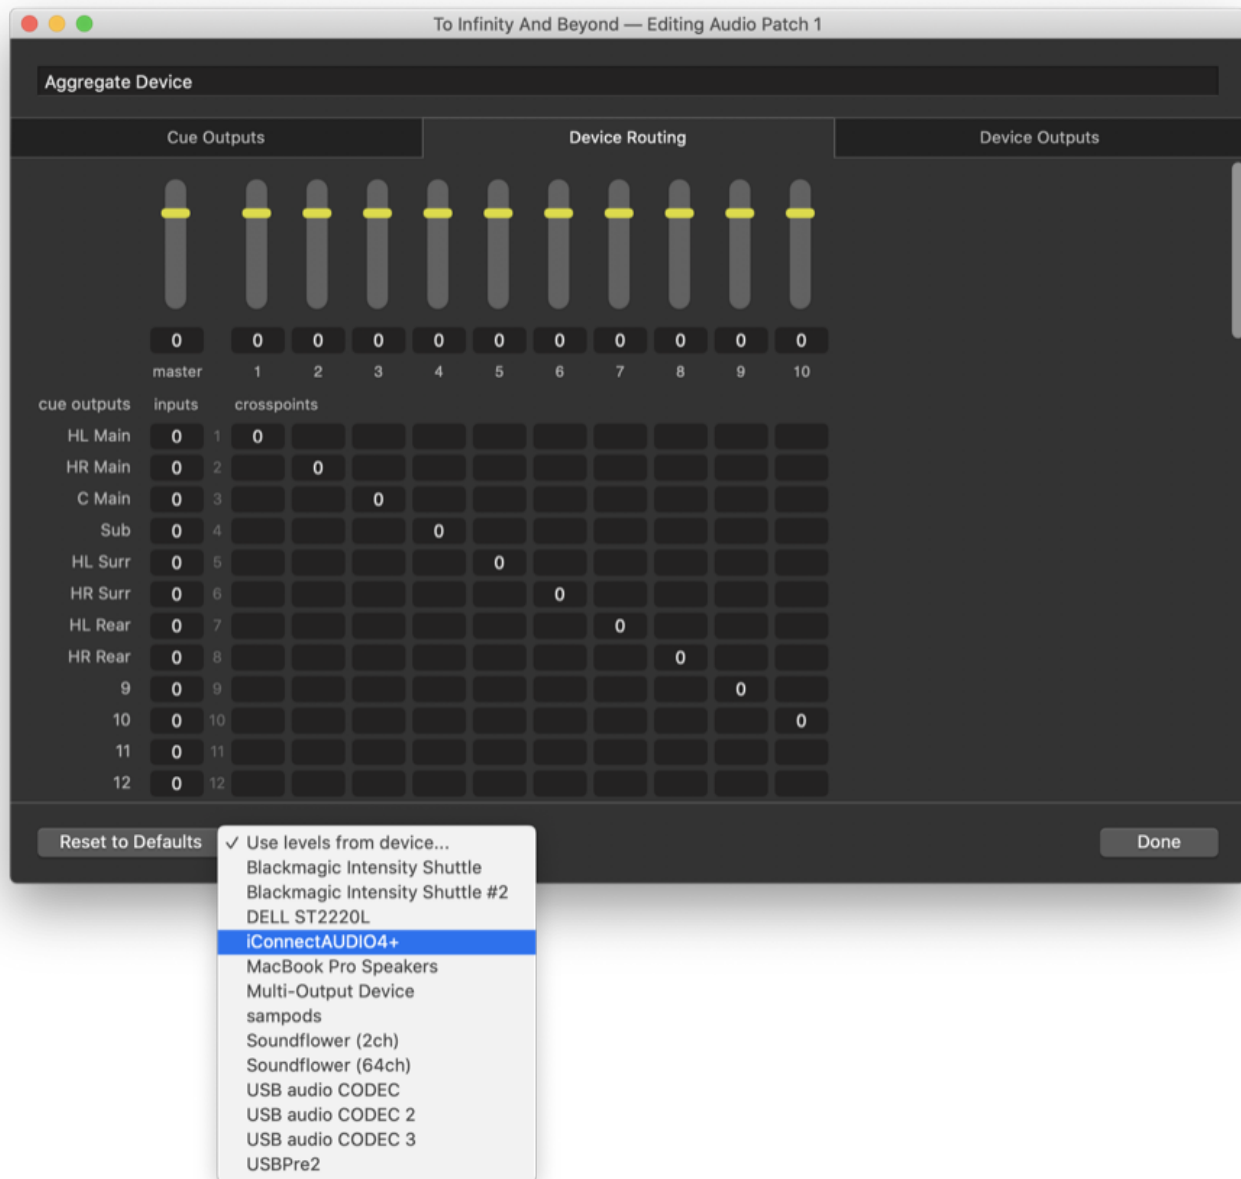 To Infinity And Beyond — Editing Audio Patch 1
Aggregate Device
Cue Outputs Device Routing Device Outputs
0 0 0 0 0 0 0 0 0 0 0
master 1 2 3 4 5 6 7 8 9 10
cue outputs inputs crosspoints
HL Main 0 1 0
HR Main 0 2 0
C Main 0 3 0
Sub 0 4 0
HL Surr 0 5 0
HR Surr 0 6 0
HL Rear 0 7 0
HR Rear 0 8 0
9 0 9 0
10 0 10 0
11 0 11
12 0 12
Reset to Defaults ✓ Use levels from device... Done
Blackmagic Intensity Shuttle
Blackmagic Intensity Shuttle #2
DELL ST2220L
iConnectAUDIO4+
MacBook Pro Speakers
Multi-Output Device
sampods
Soundflower (2ch)
Soundflower (64ch)
USB audio CODEC
USB audio CODEC 2
USB audio CODEC 3
USBPre2